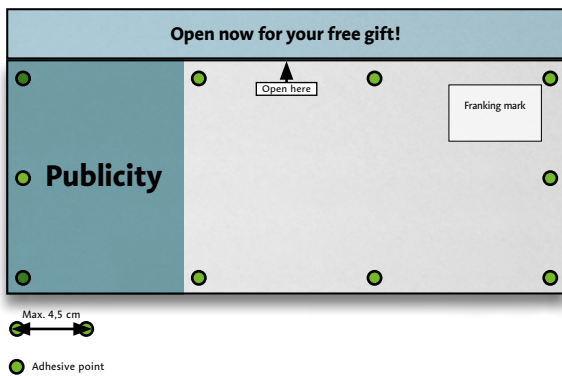 Open now for your free gift!
Open here
Franking mark
Publicity
Max. 4,5 cm
Adhesive point